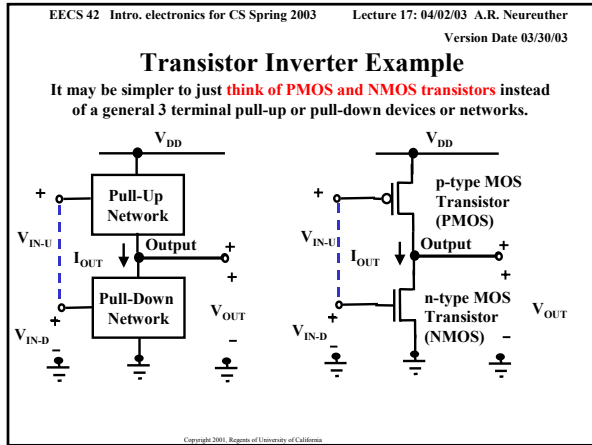 EECS 42 Intro. electronics for CS Spring 2003 Lecture 17: 04/02/03 A.R. Neureuther
Version Date 03/30/03
Transistor Inverter Example
It may be simpler to just think of PMOS and NMOS transistors instead
of a general 3 terminal pull-up or pull-down devices or networks.
VDD
+
Pull-Up
Network
VIN-U
IOUT
Output
+
+
+
Pull-Down
Network
VIN-D
VOUT
–
–
VDD
+
p-type MOS
Transistor
(PMOS)
VIN-U
IOUT
Output
+
+
+
n-type MOS
Transistor
(NMOS)
VIN-D
VOUT
–
–
Copyright 2001, Regents of University of California